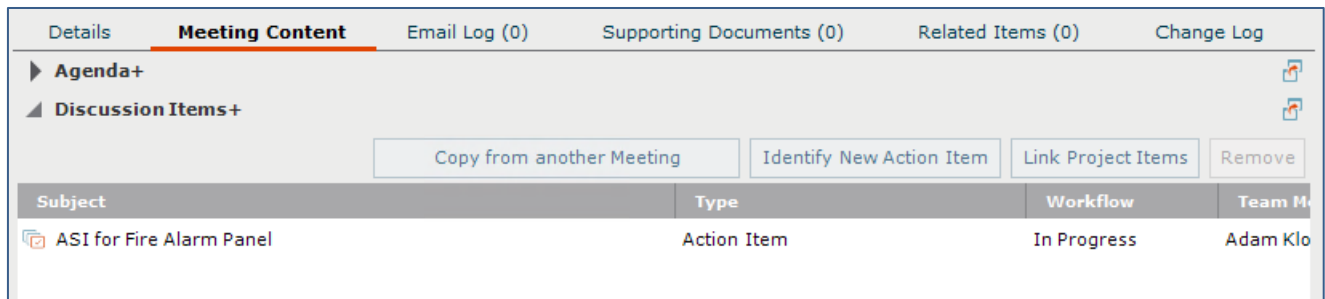 Details Meeting Content Email Log (0) Supporting Documents (0) Related Items (0) Change Log
Agenda+
Discussion Items+
Copy from another Meeting Identify New Action Item Link Project Items Remove
Subject Type Workflow Team
ASI for Fire Alarm Panel Action Item In Progress Adam